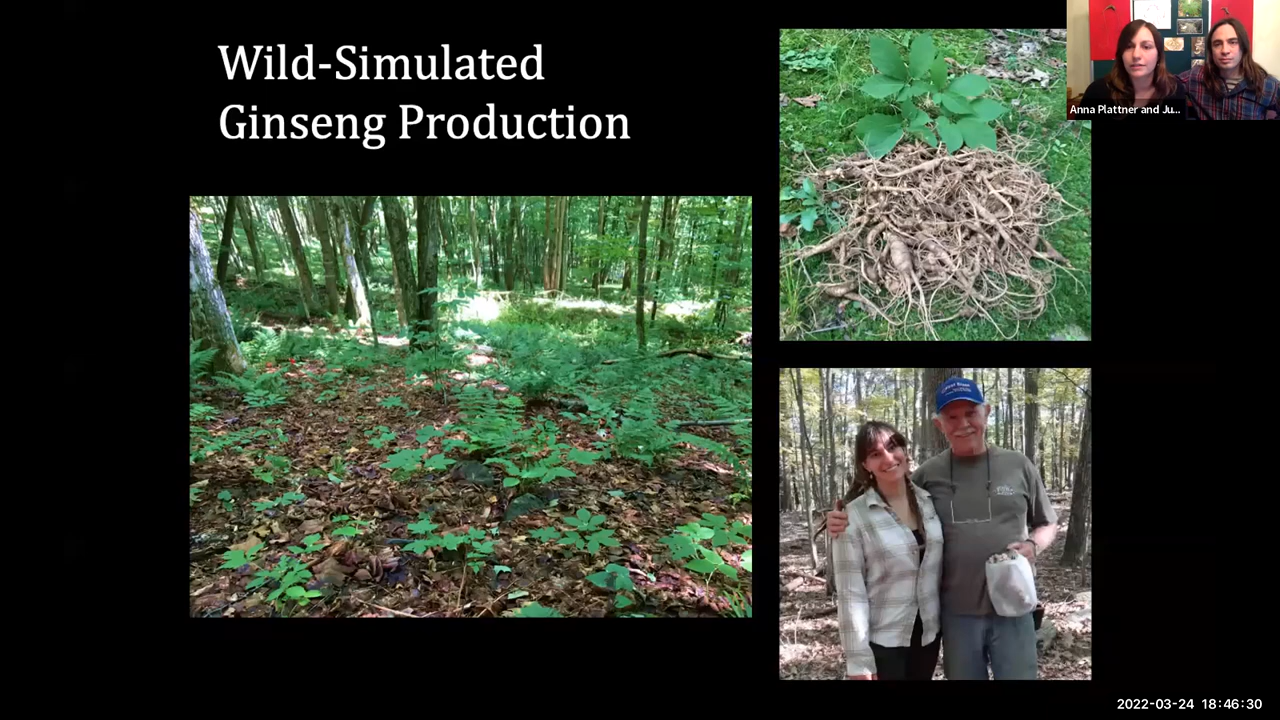 Wild-Simulated
Ginseng Production
Anna Plattner and Ju...
2022-03-24 18:46:30